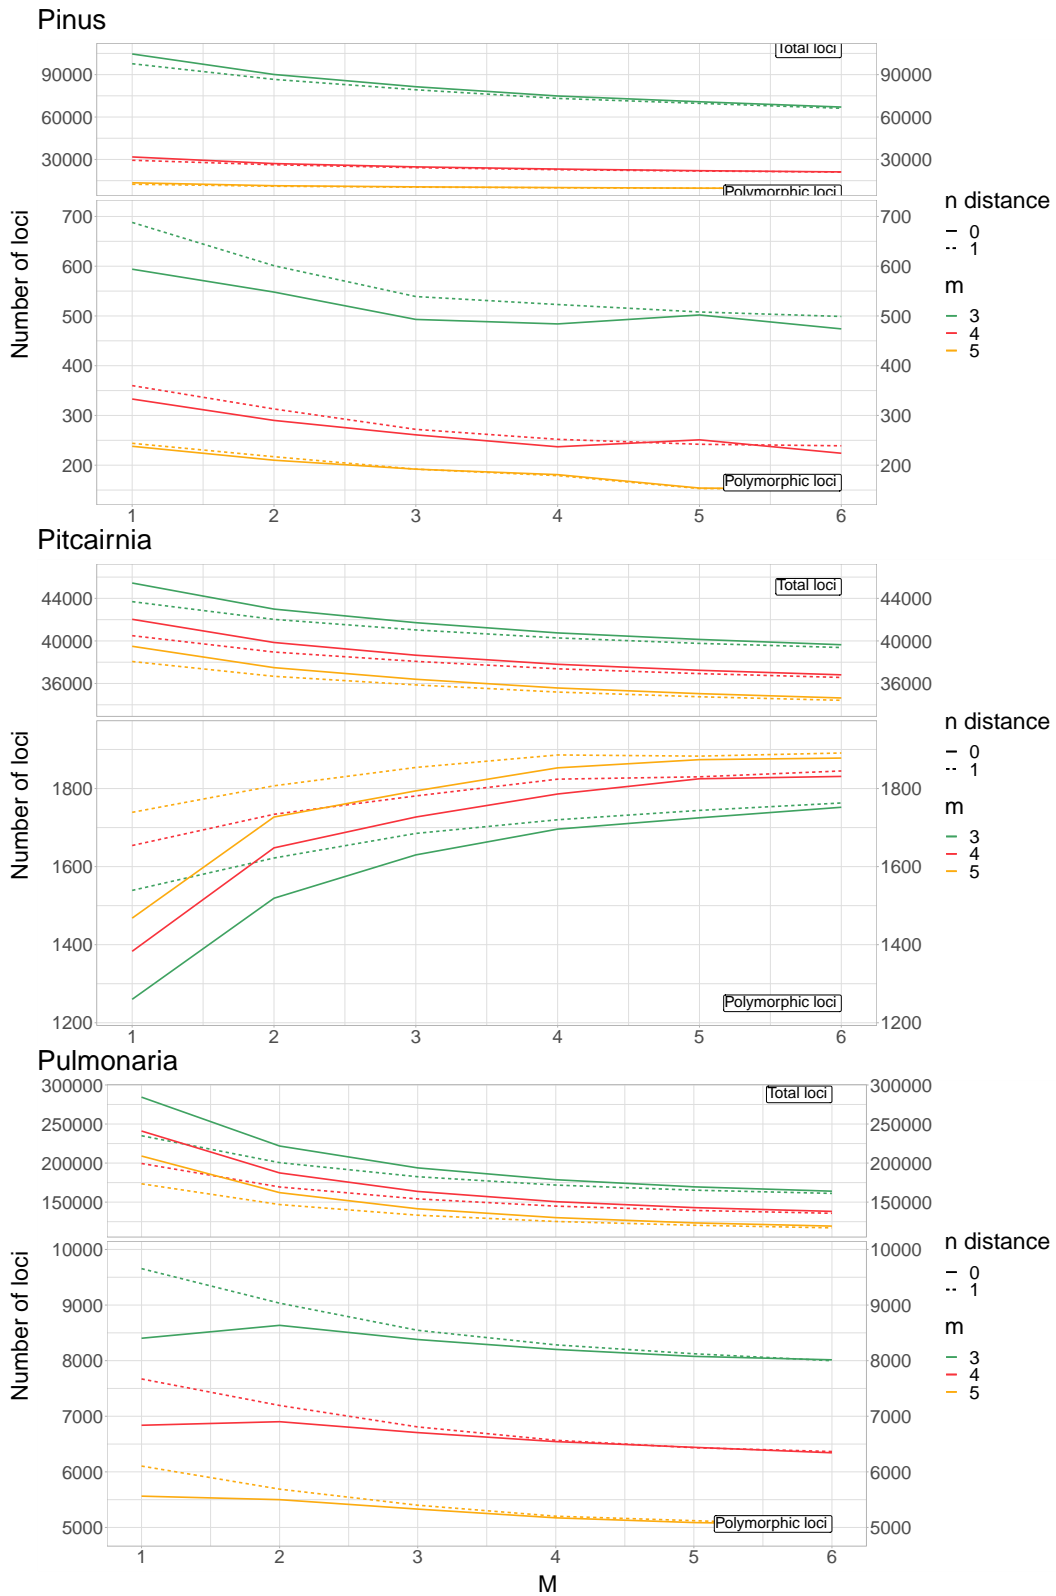 Pinus
Total loci
90000 90000
60000 60000
30000 30000
Polymorphic loci
Number of loci
700 700
600 600
500 500
400 400
300 300
200 200
Polymorphic loci
1 2 3 4 5 6
n distance
0
1
m
3
4
5
Pitcairnia
Total loci
44000 44000
40000 40000
36000 36000
Number of loci
1800 1800
1600 1600
1400 1400
Polymorphic loci
1200 1200
1 2 3 4 5 6
n distance
0
1
m
3
4
5
Pulmonaria
300000 300000
Total loci
250000 250000
200000 200000
150000 150000
Number of loci
10000 10000
9000 9000
8000 8000
7000 7000
6000 6000
5000 5000
Polymorphic loci
1 2 3 4 5 6
M
n distance
0
1
m
3
4
5